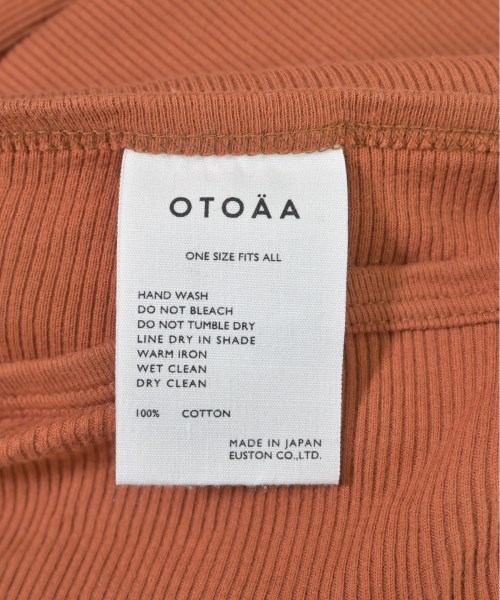 OTOÄA
ONE SIZE FITS ALL
HAND WASH
DO NOT BLEACH
DO NOT TUMBLE DRY
LINE DRY IN SHADE
WARM IRON
WET CLEAN
DRY CLEAN
100% COTTON
MADE IN JAPAN
EUSTON CO.,LTD.